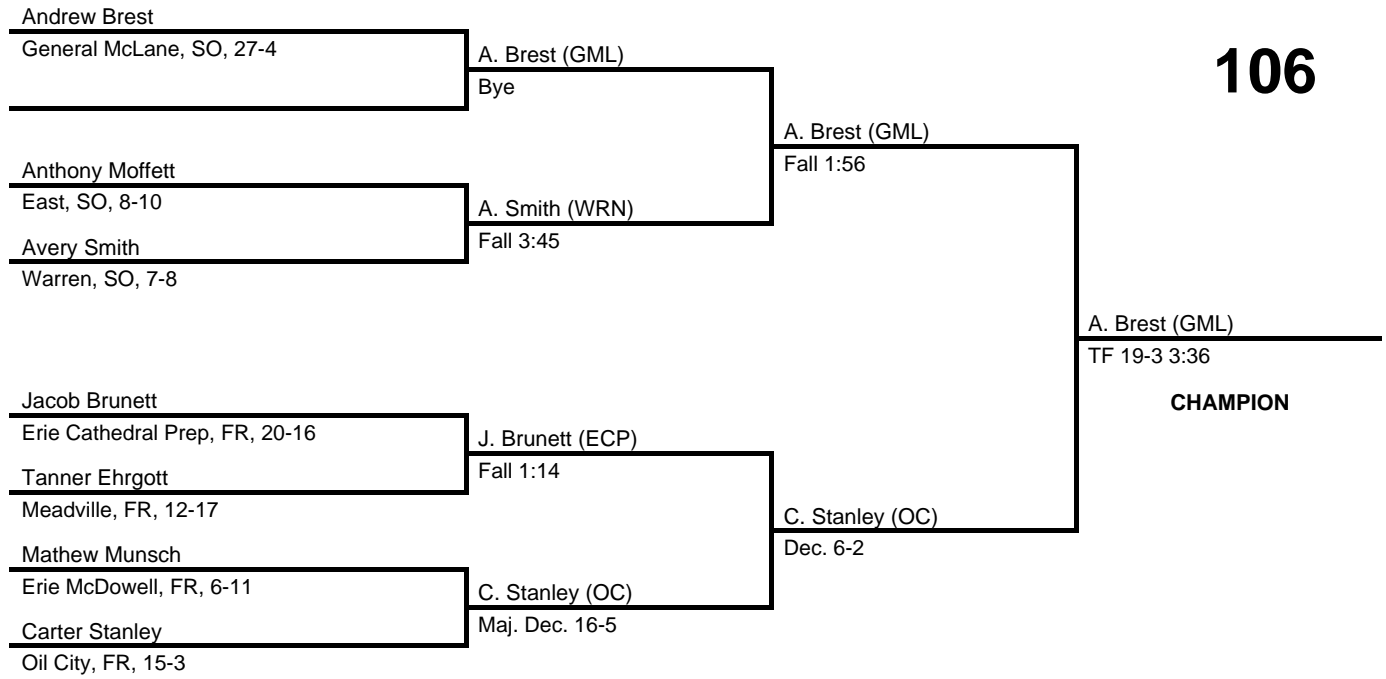 Andrew Brest
General McLane, SO, 27-4
A. Brest (GML)
Bye
106
A. Brest (GML)
Fall 1:56
Anthony Moffett
East, SO, 8-10
A. Smith (WRN)
Fall 3:45
Avery Smith
Warren, SO, 7-8
A. Brest (GML)
TF 19-3 3:36
CHAMPION
Jacob Brunett
Erie Cathedral Prep, FR, 20-16
J. Brunett (ECP)
Fall 1:14
Tanner Ehrgott
Meadville, FR, 12-17
C. Stanley (OC)
Dec. 6-2
Mathew Munsch
Erie McDowell, FR, 6-11
C. Stanley (OC)
Maj. Dec. 16-5
Carter Stanley
Oil City, FR, 15-3